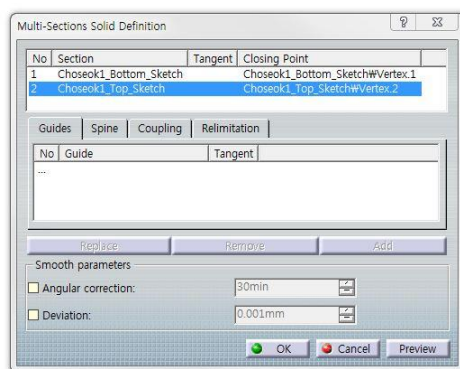 Multi-Sections Solid Definition
No Section Tangent Closing Point
1 Choseok1_Bottom_Sketch Choseok1_Bottom_Sketch₩Vertex.1
2 Choseok1_Top_Sketch Choseok1_Top_Sketch₩Vertex.2
Guides Spine Coupling Relimitation
No Guide Tangent
...
Replace Remove Add
Smooth parameters
Angular correction: 30min
Deviation: 0.001mm
OK Cancel Preview